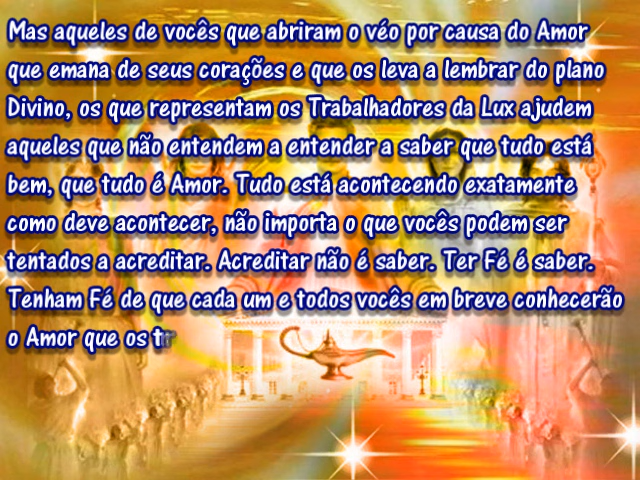 Mas aqueles de vocês que abriram o véo por causa do Amor
que emana de seus corações e que os leva a lembrar do plano
Divino, os que representam os Trabalhadores da Lux ajudem
aqueles que não entendem a entender a saber que tudo está
bem, que tudo é Amor. Tudo está acontecendo exatamente
como deve acontecer, não importa o que vocês podem ser
tentados a acreditar. Acreditar não é saber. Ter Fé é saber.
Tenham Fé de que cada um e todos vocês em breve conhecerão
o Amor que os tr